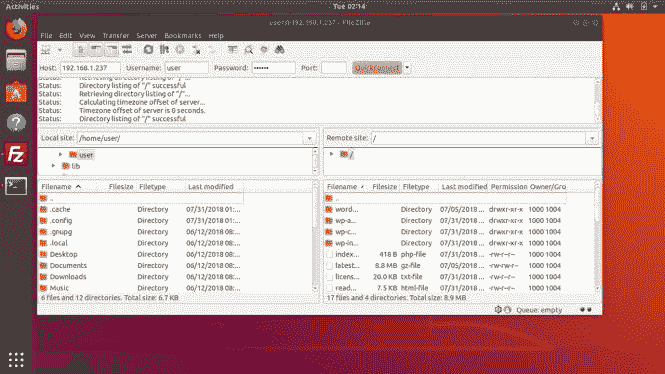 Activities
Tue 02:14
user@192.168.1.237 - FileZilla
File Edit View Transfer Server Bookmarks Help
Host: 192.168.1.237 Username: user Password: •••••• Port: Quickconnect
Status: Retrieving directory listing of "/"...
Status: Directory listing of "/" successful
Status: Retrieving directory listing of "/"...
Status: Calculating timezone offset of server...
Status: Timezone offset of server is 0 seconds.
Status: Directory listing of "/" successful
Local site: /home/user/
Remote site: /
user
lib
/
Filename Filesize Filetype Last modified
..
.cache Directory 07/31/2018 01:...
.config Directory 07/31/2018 01:...
.gnupg Directory 06/12/2018 08:...
.local Directory 06/12/2018 08:...
Desktop Directory 06/12/2018 08:...
Documents Directory 06/12/2018 08:...
Downloads Directory 06/12/2018 08:...
Music Directory 06/12/2018 08:...
6 files and 12 directories. Total size: 6.7 KB
Filename Filesize Filetype Last modified Permission Owner/Gro
..
word... Directory 07/05/2018 ... drwxr-xr-x 1000 1004
wp-a... Directory 07/31/2018 ... drwxr-xr-x 1000 1004
wp-c... Directory 07/31/2018 ... drwxr-xr-x 1000 1004
wp-in... Directory 07/31/2018 ... drwxr-xr-x 1000 1004
index... 418 B php-file 07/31/2018 ... -rw-r--r-- 1000 1004
latest... 8.8 MB gz-file 07/05/2018 ... -rw-r--r-- 1000 1004
licens... 20.0 KB txt-file 07/31/2018 ... -rw-r--r-- 1000 1004
read... 7.5 KB html-file 07/31/2018 ... -rw-r--r-- 1000 1004
17 files and 4 directories. Total size: 8.9 MB
Queue: empty